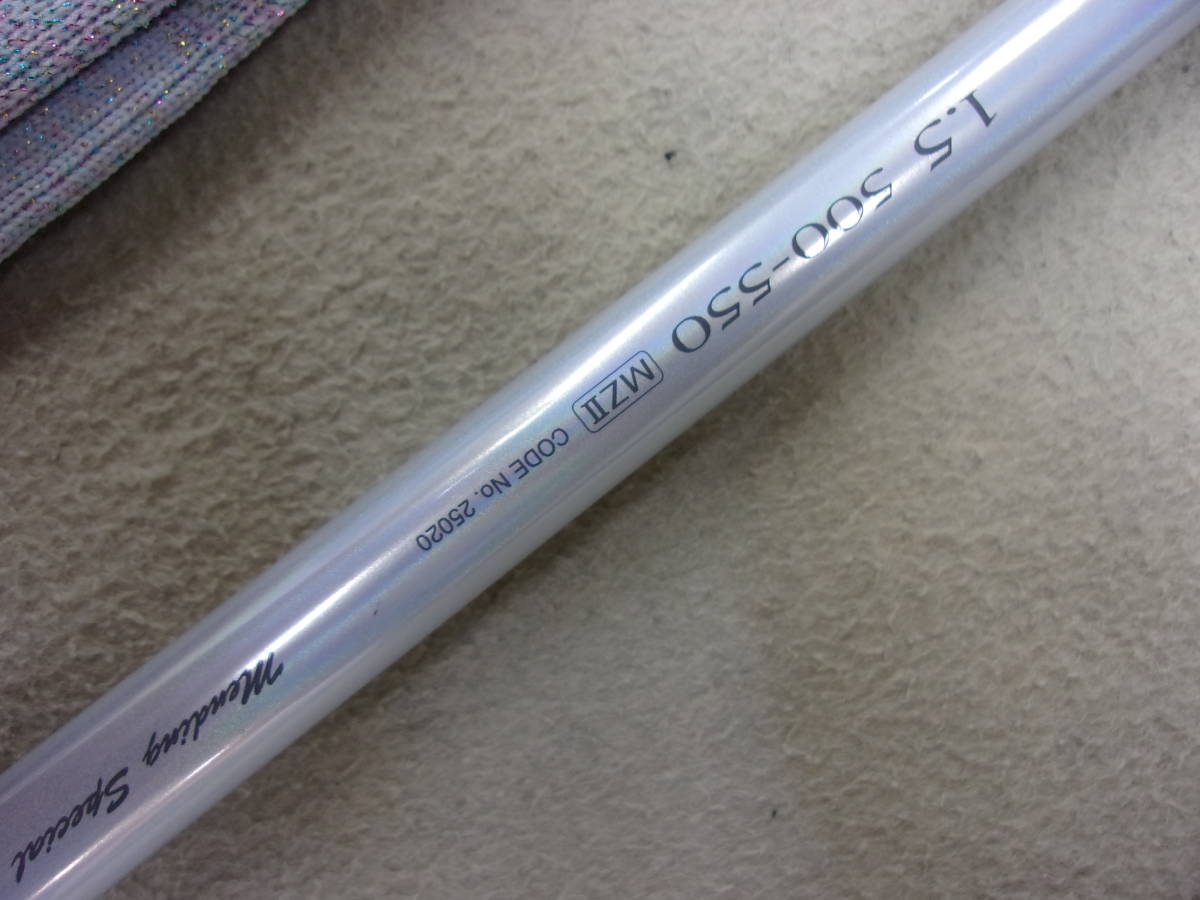 1.5 500-550 MZII CODE No. 25020
Mending Special